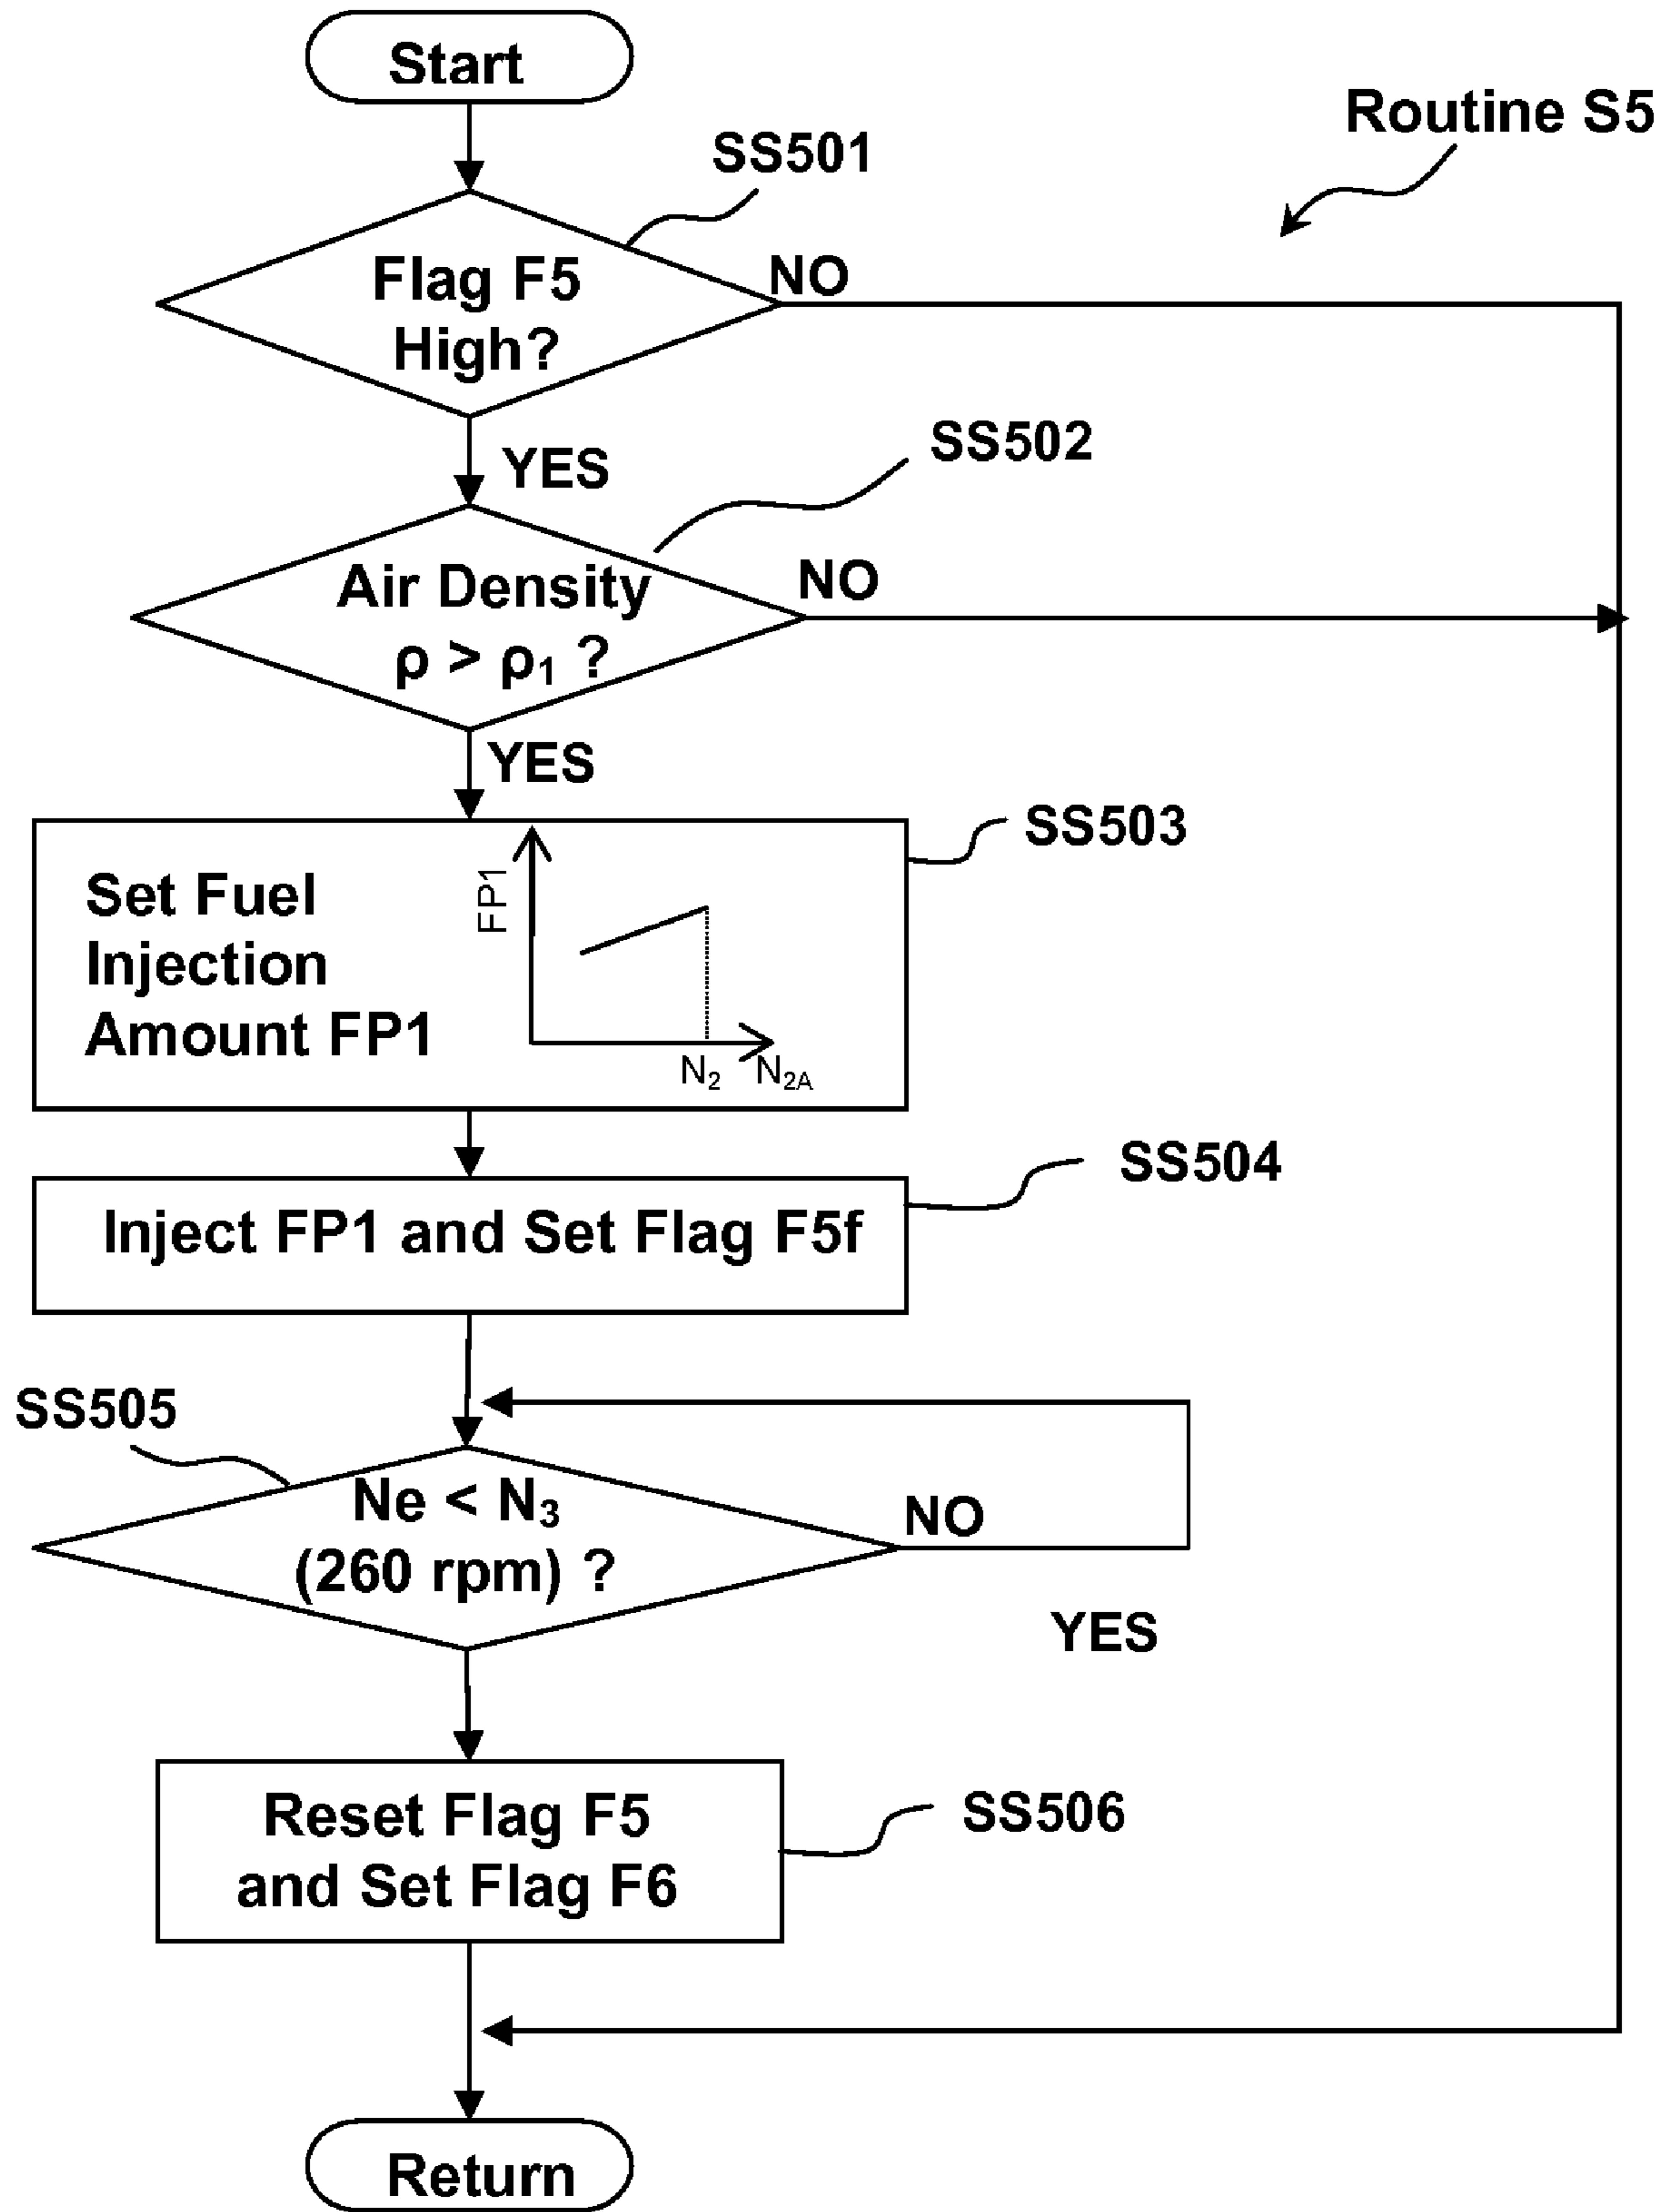 Start
Routine S5
SS501
Flag F5
High?
NO
YES
SS502
Air Density
ρ > ρ₁ ?
NO
YES
SS503
Set Fuel
Injection
Amount FP1
FP1
N₂ N₂A
SS504
Inject FP1 and Set Flag F5f
SS505
Ne < N₃
(260 rpm) ?
NO
YES
Reset Flag F5
and Set Flag F6
SS506
Return